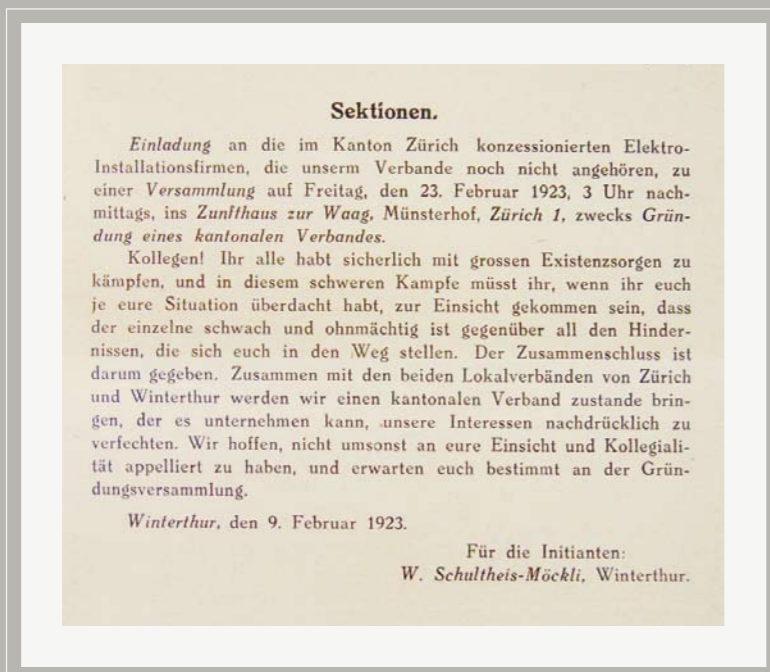 Sektionen.
Einladung an die im Kanton Zürich konzessionierten Elektro-
Installationsfirmen, die unserm Verbande noch nicht angehören, zu
einer Versammlung auf Freitag, den 23. Februar 1923, 3 Uhr nach-
mittags, ins Zunfthaus zur Waag, Münsterhof, Zürich 1, zwecks Grün-
dung eines kantonalen Verbandes.
Kollegen! Ihr alle habt sicherlich mit grossen Existenzsorgen zu
kämpfen, und in diesem schweren Kampfe müsst ihr, wenn ihr euch
je eure Situation überdacht habt, zur Einsicht gekommen sein, dass
der einzelne schwach und ohnmächtig ist gegenüber all den Hinder-
nissen, die sich euch in den Weg stellen. Der Zusammenschluss ist
darum gegeben. Zusammen mit den beiden Lokalverbänden von Zürich
und Winterthur werden wir einen kantonalen Verband zustande brin-
gen, der es unternehmen kann, unsere Interessen nachdrücklich zu
verfechten. Wir hoffen, nicht umsonst an eure Einsicht und Kollegiali-
tät appelliert zu haben, und erwarten euch bestimmt an der Grün-
dungsversammlung.
Winterthur, den 9. Februar 1923.
Für die Initianten:
W. Schultheis-Möckli, Winterthur.